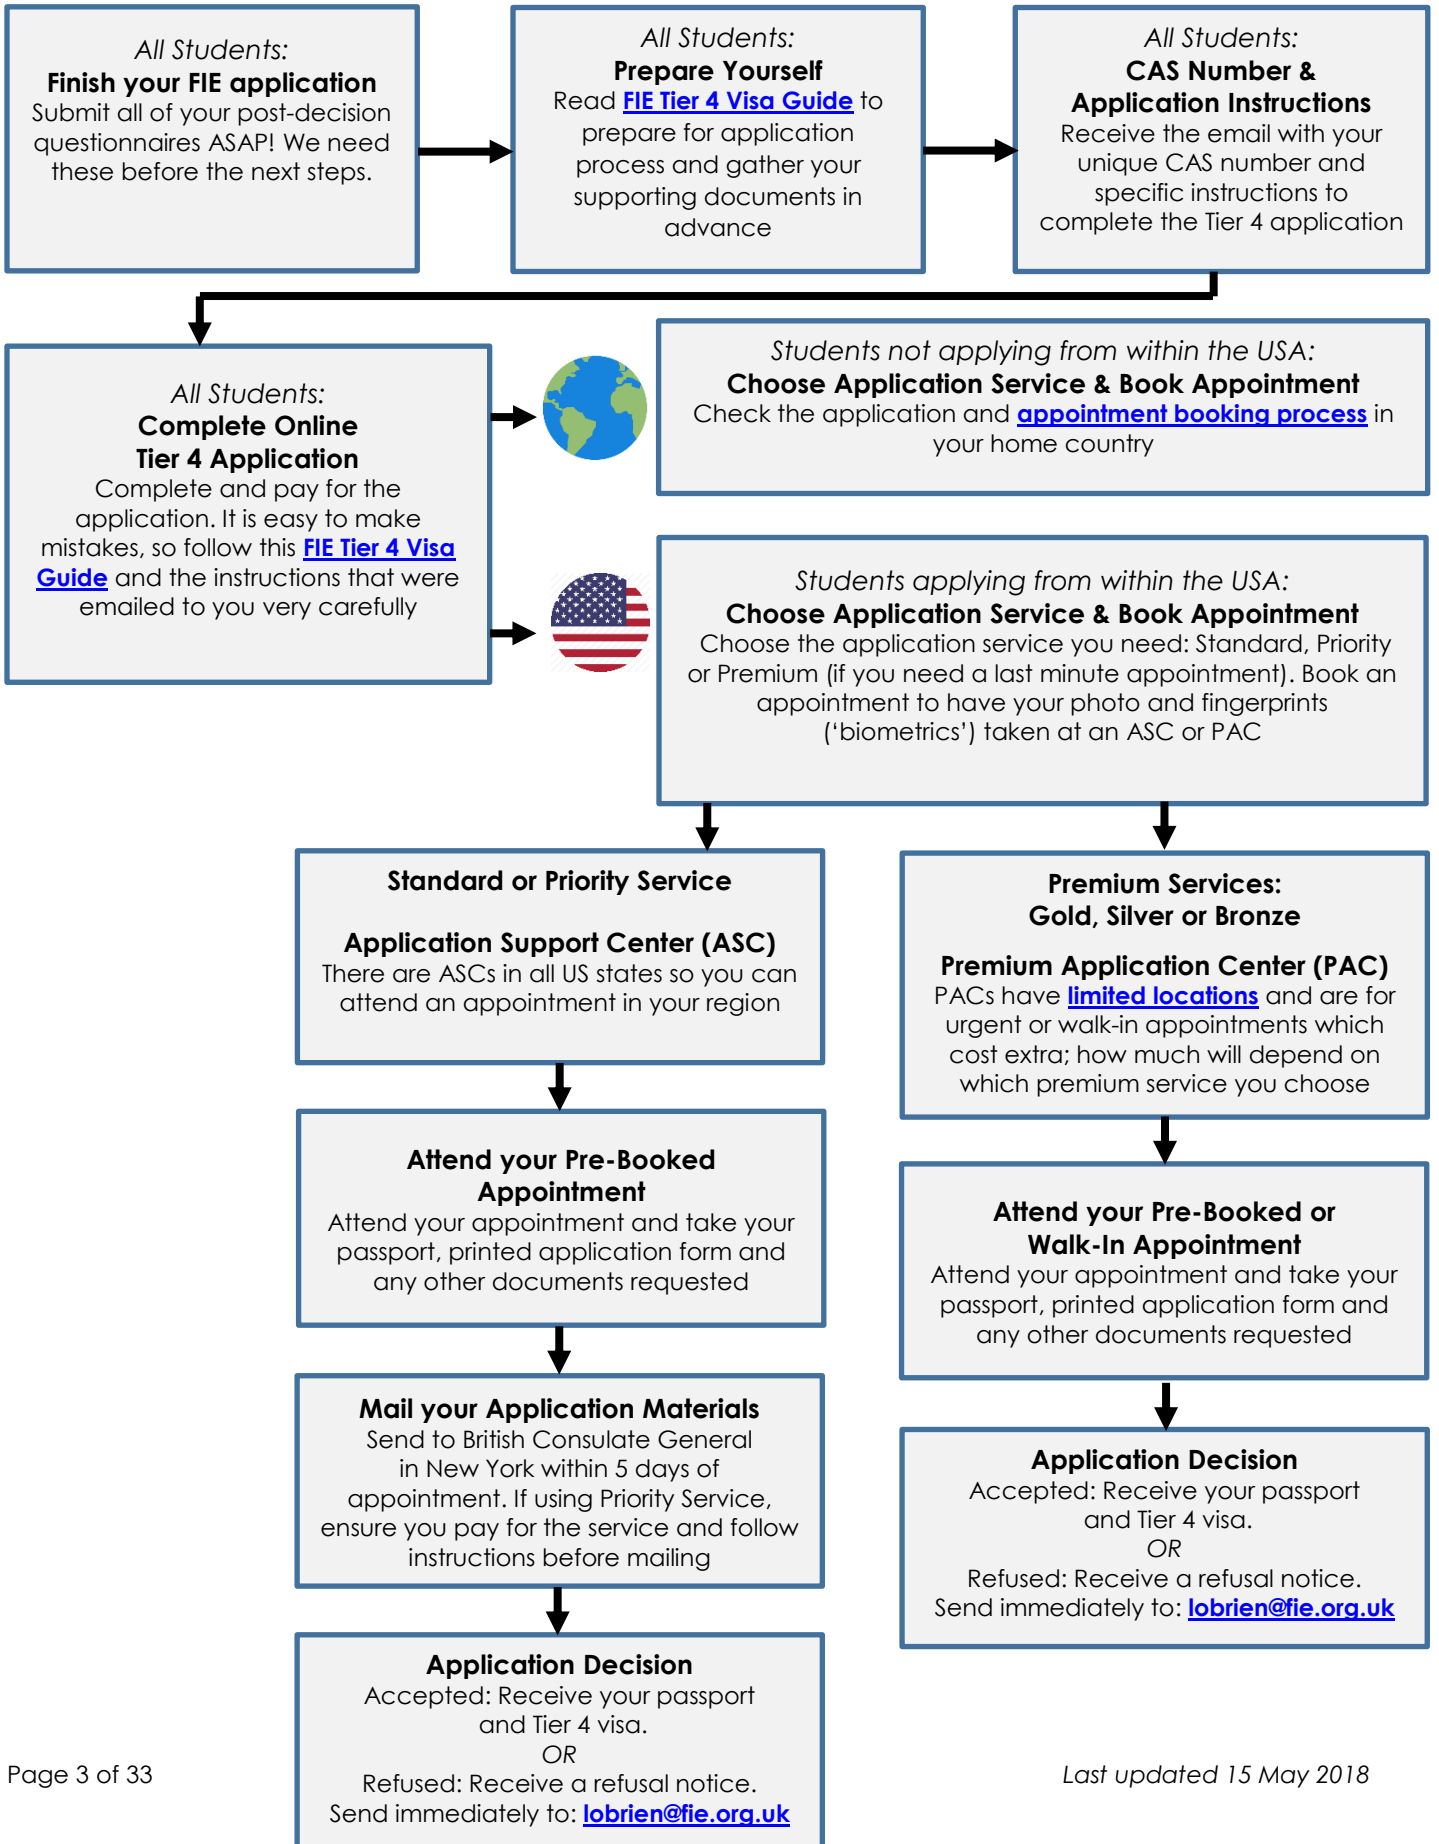 All Students:
Finish your FIE application
Submit all of your post-decision
questionnaires ASAP! We need
these before the next steps.
All Students:
Prepare Yourself
Read FIE Tier 4 Visa Guide to
prepare for application
process and gather your
supporting documents in
advance
All Students:
CAS Number &
Application Instructions
Receive the email with your
unique CAS number and
specific instructions to
complete the Tier 4 application
All Students:
Complete Online
Tier 4 Application
Complete and pay for the
application. It is easy to make
mistakes, so follow this FIE Tier 4 Visa
Guide and the instructions that were
emailed to you very carefully
Students not applying from within the USA:
Choose Application Service & Book Appointment
Check the application and appointment booking process in
your home country
Students applying from within the USA:
Choose Application Service & Book Appointment
Choose the application service you need: Standard, Priority
or Premium (if you need a last minute appointment). Book an
appointment to have your photo and fingerprints
(‘biometrics’) taken at an ASC or PAC
Standard or Priority Service
Application Support Center (ASC)
There are ASCs in all US states so you can
attend an appointment in your region
Premium Services:
Gold, Silver or Bronze
Premium Application Center (PAC)
PACs have limited locations and are for
urgent or walk-in appointments which
cost extra; how much will depend on
which premium service you choose
Attend your Pre-Booked
Appointment
Attend your appointment and take your
passport, printed application form and
any other documents requested
Attend your Pre-Booked or
Walk-In Appointment
Attend your appointment and take your
passport, printed application form and
any other documents requested
Mail your Application Materials
Send to British Consulate General
in New York within 5 days of
appointment. If using Priority Service,
ensure you pay for the service and follow
instructions before mailing
Application Decision
Accepted: Receive your passport
and Tier 4 visa.
OR
Refused: Receive a refusal notice.
Send immediately to: lobrien@fie.org.uk
Application Decision
Accepted: Receive your passport
and Tier 4 visa.
OR
Refused: Receive a refusal notice.
Send immediately to: lobrien@fie.org.uk
Page 3 of 33
Last updated 15 May 2018